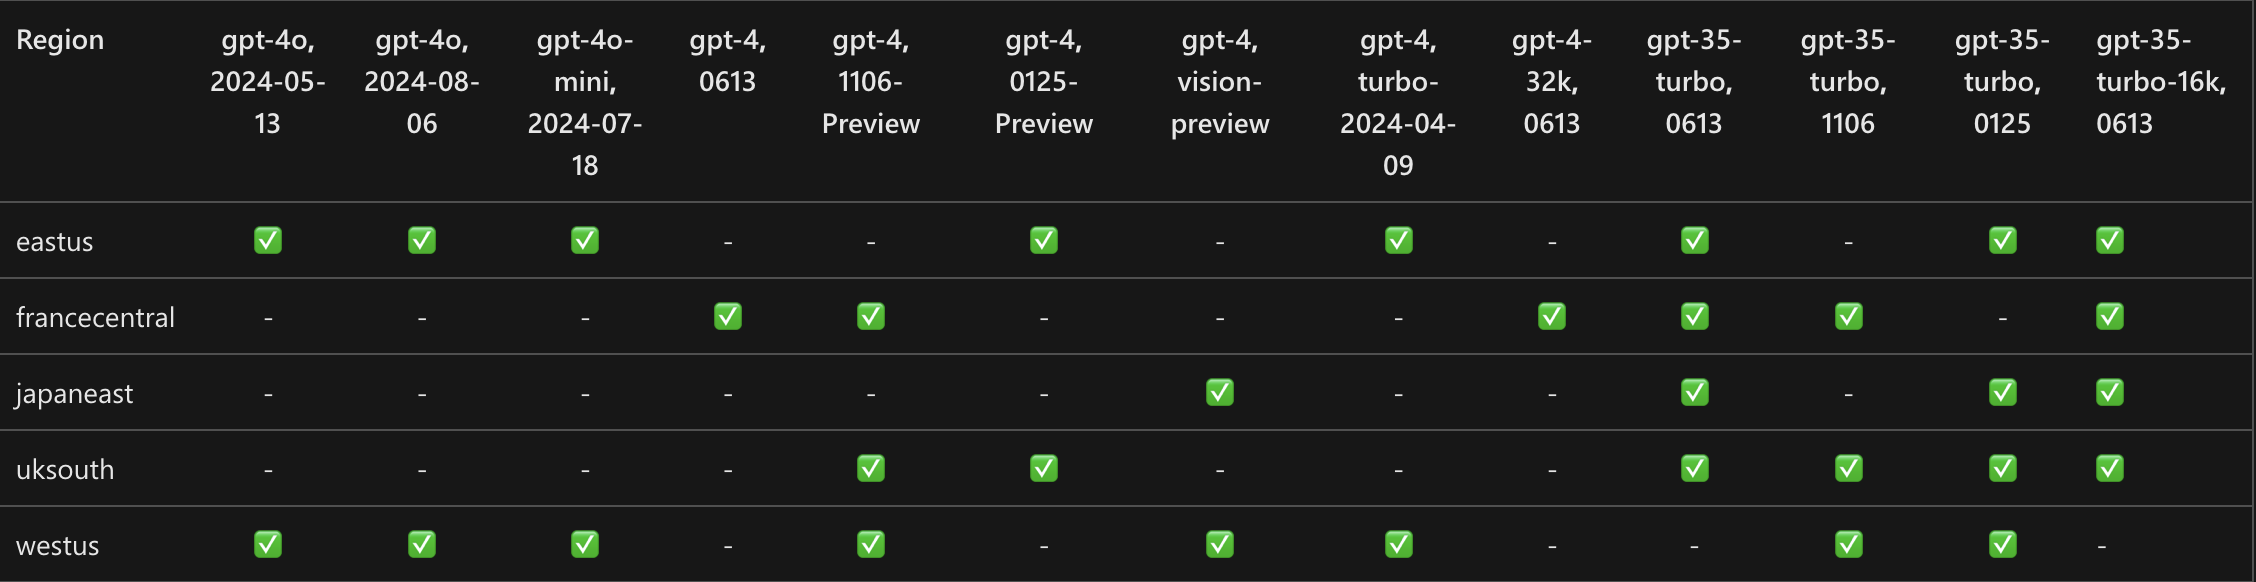 Region gpt-4o, gpt-4o, gpt-4o- gpt-4, gpt-4, gpt-4, gpt-4, gpt-4, gpt-4- gpt-35- gpt-35- gpt-35- gpt-35-
2024-05- 2024-08- mini, 0613 1106- 0125- vision- turbo- 32k, turbo, turbo, turbo, turbo-16k,
13 06 2024-07- Preview Preview preview 2024-04- 0613 0613 1106 0125 0613
18 09
eastus ✅ ✅ ✅ - - ✅ - ✅ - ✅ - ✅ ✅
francecentral - - - ✅ ✅ - - - ✅ ✅ ✅ - ✅
japaneast - - - - - - ✅ - - ✅ - ✅ ✅
uksouth - - - - ✅ ✅ - - - ✅ ✅ ✅ ✅
westus ✅ ✅ ✅ - ✅ - ✅ ✅ - - ✅ ✅ -